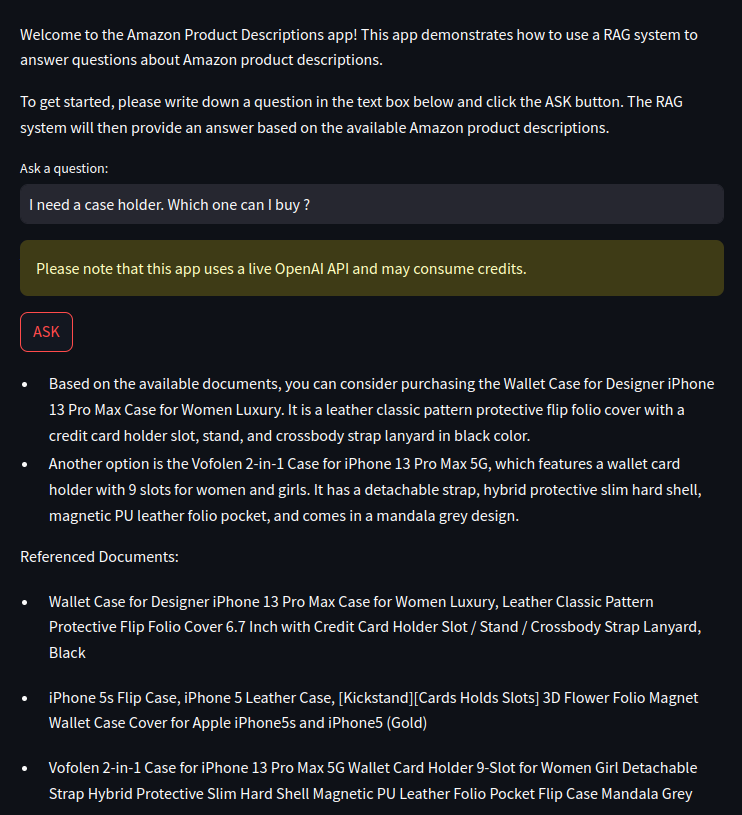 Welcome to the Amazon Product Descriptions app! This app demonstrates how to use a RAG system to
answer questions about Amazon product descriptions.
To get started, please write down a question in the text box below and click the ASK button. The RAG
system will then provide an answer based on the available Amazon product descriptions.
Ask a question:
I need a case holder. Which one can I buy ?
Please note that this app uses a live OpenAI API and may consume credits.
ASK
• Based on the available documents, you can consider purchasing the Wallet Case for Designer iPhone
13 Pro Max Case for Women Luxury. It is a leather classic pattern protective flip folio cover with a
credit card holder slot, stand, and crossbody strap lanyard in black color.
• Another option is the Vofolen 2-in-1 Case for iPhone 13 Pro Max 5G, which features a wallet card
holder with 9 slots for women and girls. It has a detachable strap, hybrid protective slim hard shell,
magnetic PU leather folio pocket, and comes in a mandala grey design.
Referenced Documents:
• Wallet Case for Designer iPhone 13 Pro Max Case for Women Luxury, Leather Classic Pattern
Protective Flip Folio Cover 6.7 Inch with Credit Card Holder Slot / Stand / Crossbody Strap Lanyard,
Black
• iPhone 5s Flip Case, iPhone 5 Leather Case, [Kickstand][Cards Holds Slots] 3D Flower Folio Magnet
Wallet Case Cover for Apple iPhone5s and iPhone5 (Gold)
• Vofolen 2-in-1 Case for iPhone 13 Pro Max 5G Wallet Card Holder 9-Slot for Women Girl Detachable
Strap Hybrid Protective Slim Hard Shell Magnetic PU Leather Folio Pocket Flip Case Mandala Grey